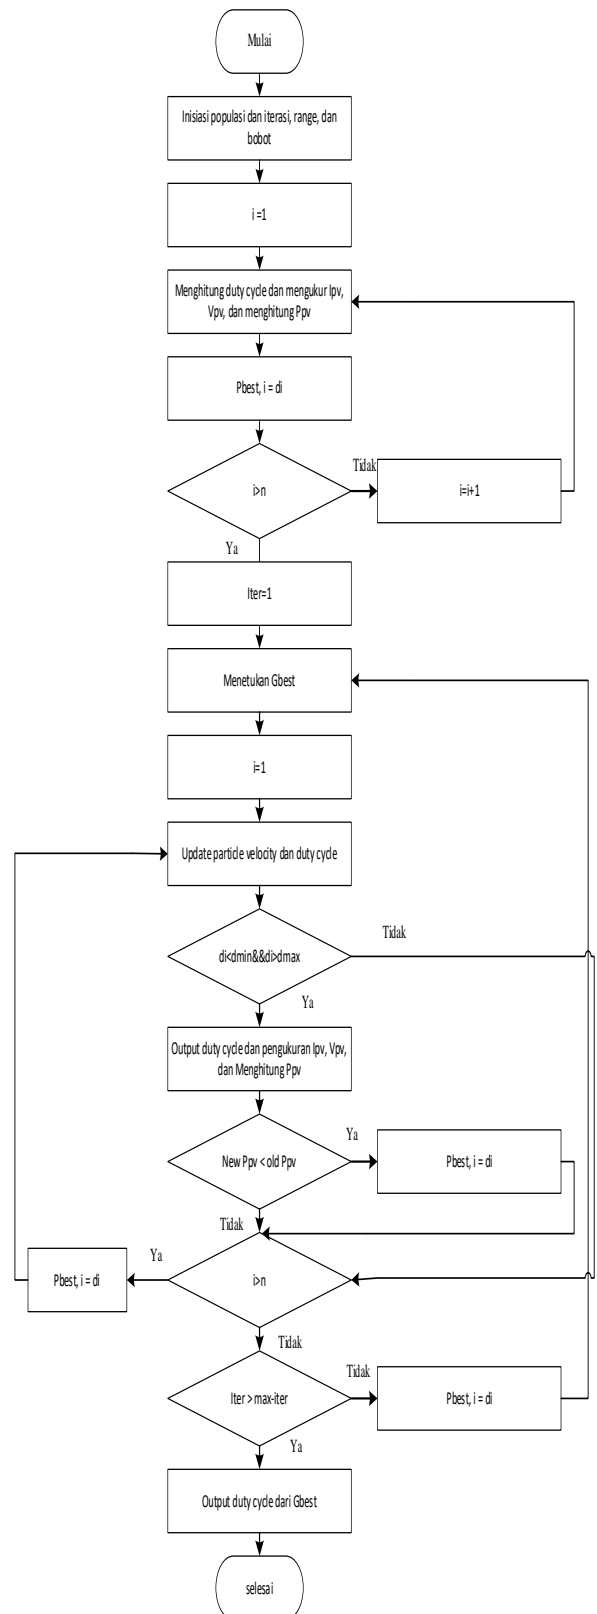 Mulai
Inisiasi populasi dan iterasi, range, dan
bobot
i =1
Menghitung duty cycle dan mengukur Ipv,
Vpv, dan menghitung Ppv
Pbest, i = di
i>n
Tidak
i=i+1
Ya
Iter=1
Menetukan Gbest
i=1
Update particle velocity dan duty cycle
di<dmin&&di>dmax
Tidak
Ya
Output duty cycle dan pengukuran Ipv, Vpv,
dan Menghitung Ppv
New Ppv < old Ppv
Ya
Pbest, i = di
Tidak
i>n
Ya
Pbest, i = di
Tidak
Iter > max-iter
Tidak
Pbest, i = di
Ya
Output duty cycle dari Gbest
selesai